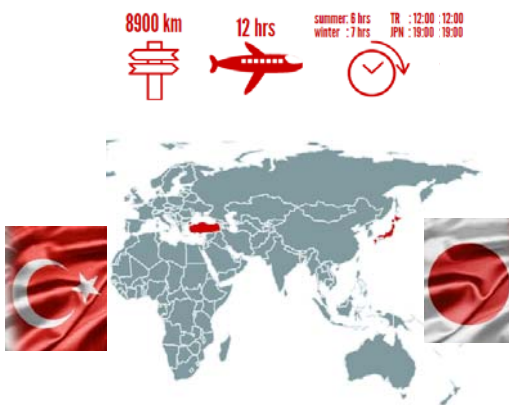 8900 km
12 hrs
summer: 6 hrs TR : 12:00 : 12:00
winter : 7 hrs JPN : 19:00 : 19:00